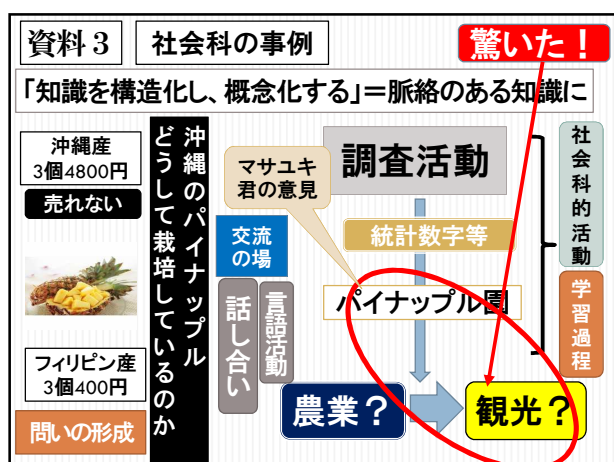 資料3
社会科の事例
驚いた！
「知識を構造化し、概念化する」＝脈絡のある知識に
沖縄産
3個4800円
売れない
フィリピン産
3個400円
問いの形成
沖縄のパイナップル
どうして栽培しているのか
マサユキ
君の意見
調査活動
交流
の場
統計数字等
話し合い
言語活動
パイナップル園
農業？
観光？
社会科的活動
学習過程